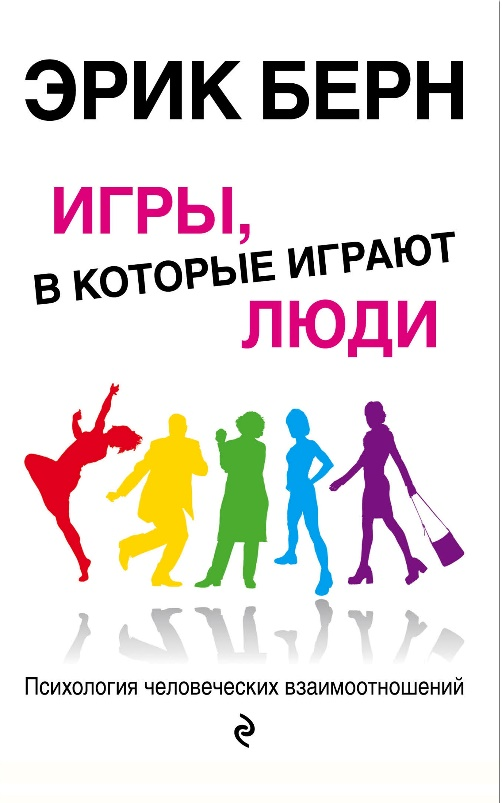 ЭРИК БЕРН
ИГРЫ,
В КОТОРЫЕ ИГРАЮТ
ЛЮДИ
Психология человеческих взаимоотношений